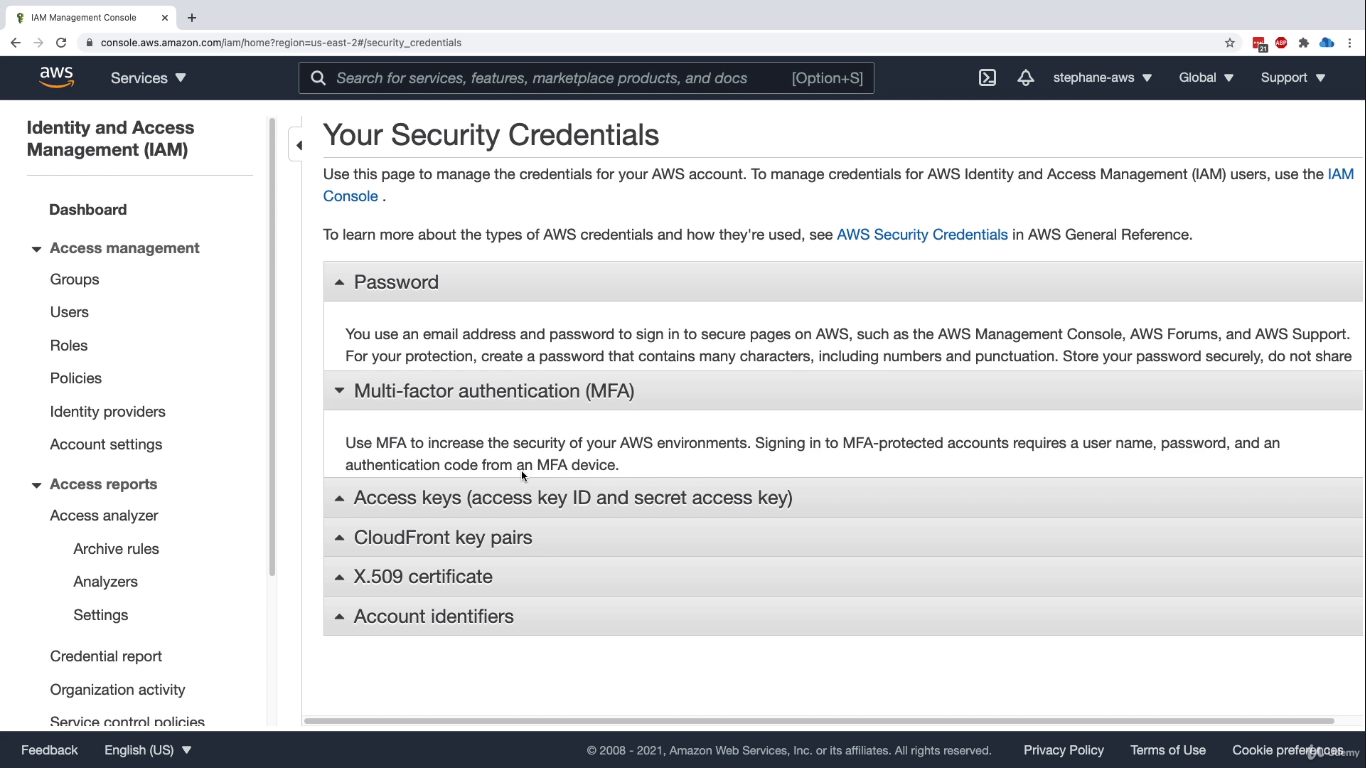 IAM Management Console
console.aws.amazon.com/iam/home?region=us-east-2#/security_credentials
21
ABP
aws
Services
Search for services, features, marketplace products, and docs [Option+S]
stephane-aws
Global
Support
Identity and Access
Management (IAM)
Dashboard
Access management
Groups
Users
Roles
Policies
Identity providers
Account settings
Access reports
Access analyzer
Archive rules
Analyzers
Settings
Credential report
Organization activity
Service control policies
Your Security Credentials
Use this page to manage the credentials for your AWS account. To manage credentials for AWS Identity and Access Management (IAM) users, use the IAM
Console .
To learn more about the types of AWS credentials and how they're used, see AWS Security Credentials in AWS General Reference.
Password
You use an email address and password to sign in to secure pages on AWS, such as the AWS Management Console, AWS Forums, and AWS Support.
For your protection, create a password that contains many characters, including numbers and punctuation. Store your password securely, do not share
Multi-factor authentication (MFA)
Use MFA to increase the security of your AWS environments. Signing in to MFA-protected accounts requires a user name, password, and an
authentication code from an MFA device.
Access keys (access key ID and secret access key)
CloudFront key pairs
X.509 certificate
Account identifiers
Feedback
English (US)
© 2008 - 2021, Amazon Web Services, Inc. or its affiliates. All rights reserved.
Privacy Policy
Terms of Use
Cookie preferences
Udemy